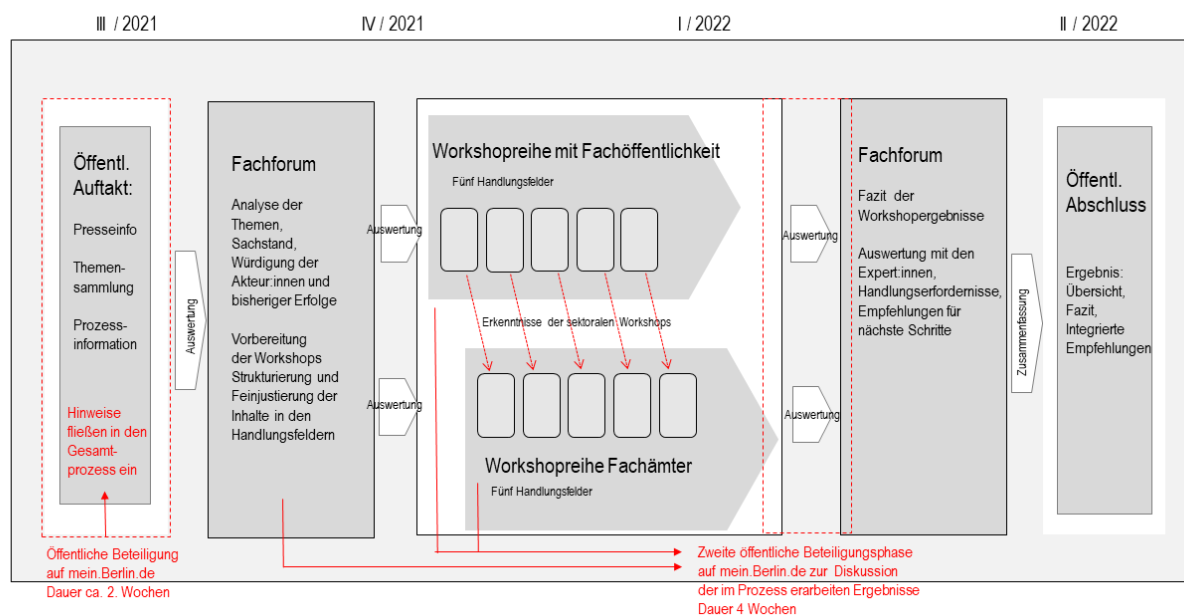 III / 2021
IV / 2021
I / 2022
II / 2022
Öffentl.
Auftakt:
Presseinfo
Themen-
sammlung
Prozess-
information
Hinweise
fließen in den
Gesamt-
prozess ein
Öffentliche Beteiligung
auf mein.Berlin.de
Dauer ca. 2. Wochen
Auswertung
Fachforum
Analyse der
Themen,
Sachstand,
Würdigung der
Akteur:innen und
bisheriger Erfolge
Vorbereitung
der Workshops
Strukturierung und
Feinjustierung der
Inhalte in den
Handlungsfeldern
Auswertung
Auswertung
Workshopreihe mit Fachöffentlichkeit
Fünf Handlungsfelder
Erkenntnisse der sektoralen Workshops
Workshopreihe Fachämter
Fünf Handlungsfelder
Auswertung
Auswertung
Zweite öffentliche Beteiligungsphase
auf mein.Berlin.de zur Diskussion
der im Prozess erarbeiten Ergebnisse
Dauer 4 Wochen
Fachforum
Fazit der
Workshopergebnisse
Auswertung mit den
Expert:innen,
Handlungserfordernisse,
Empfehlungen für
nächste Schritte
Zusammenfassung
Öffentl.
Abschluss
Ergebnis:
Übersicht,
Fazit,
Integrierte
Empfehlungen